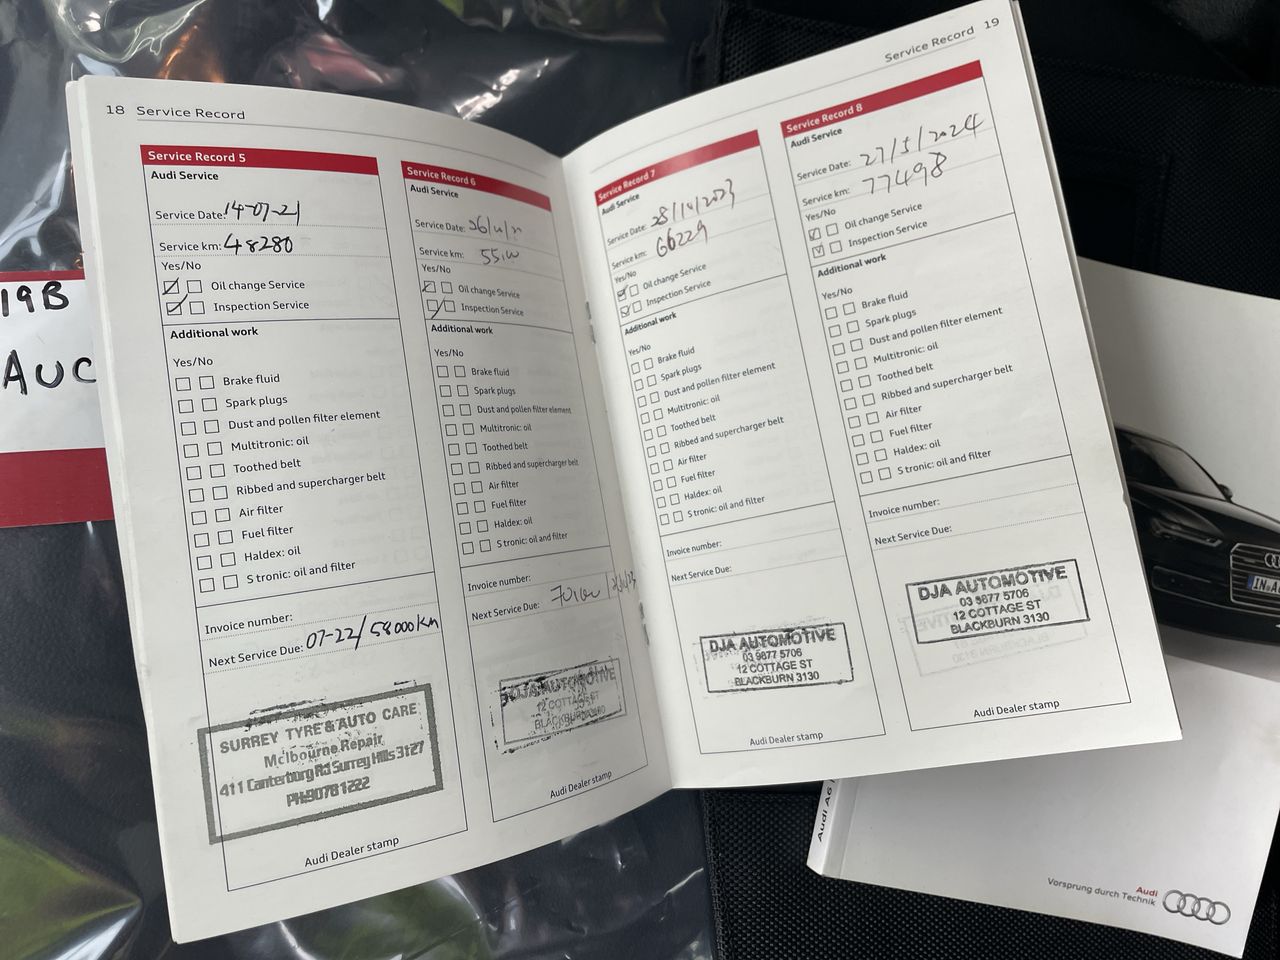 18 Service Record
Service Record 5
Audi Service
Service Date: 14-07-21
Service km: 48280
Yes/No
Oil change Service
Inspection Service
Additional work
Yes/No
Brake fluid
Spark plugs
Dust and pollen filter element
Multitronic: oil
Toothed belt
Ribbed and supercharger belt
Air filter
Fuel filter
Haldex: oil
S tronic: oil and filter
Invoice number:
Next Service Due: 07-22/58000km
SURREY TYRE & AUTO CARE
Melbourne Repair
411 Canterbury Rd Surrey Hills 3127
PH:9078 1222
Audi Dealer stamp
Service Record 6
Audi Service
Service Date:
Service km:
Yes/No
Oil change Service
Inspection Service
Additional work
Yes/No
Brake fluid
Spark plugs
Dust and pollen filter element
Multitronic: oil
Toothed belt
Ribbed and supercharger belt
Air filter
Fuel filter
Haldex: oil
S tronic: oil and filter
Invoice number:
Next Service Due:
DJA AUTOMOTIVE
12 COTTAGE ST
BLACKBURN
Audi Dealer stamp
Service Record 19
Service Record 7
Audi Service
Service Date:
Service km: 66229
Yes/No
Oil change Service
Inspection Service
Additional work
Yes/No
Brake fluid
Spark plugs
Dust and pollen filter element
Multitronic: oil
Toothed belt
Ribbed and supercharger belt
Air filter
Fuel filter
Haldex: oil
S tronic: oil and filter
Invoice number:
Next Service Due:
DJA AUTOMOTIVE
03 9877 5706
12 COTTAGE ST
BLACKBURN 3130
Audi Dealer stamp
Service Record 8
Audi Service
Service Date: 27/5/2024
Service km: 77498
Yes/No
Oil change Service
Inspection Service
Additional work
Yes/No
Brake fluid
Spark plugs
Dust and pollen filter element
Multitronic: oil
Toothed belt
Ribbed and supercharger belt
Air filter
Fuel filter
Haldex: oil
S tronic: oil and filter
Invoice number:
Next Service Due:
DJA AUTOMOTIVE
03 9877 5706
12 COTTAGE ST
BLACKBURN 3130
Audi Dealer stamp
19B
AUC
Audi A6
Audi
Vorsprung durch Technik